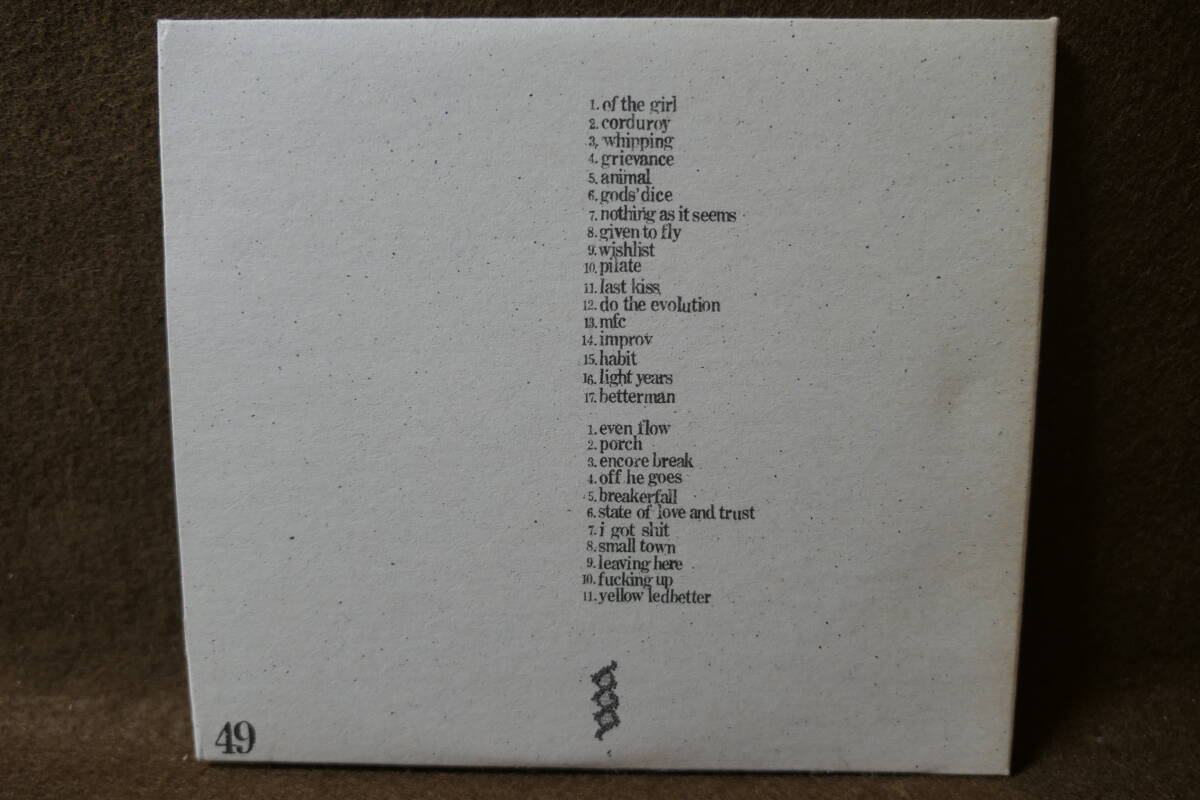 1. of the girl
2. corduroy
3. whipping
4. grievance
5. animal
6. gods' dice
7. nothing as it seems
8. given to fly
9. wishlist
10. pilate
11. last kiss
12. do the evolution
13. mfc
14. improv
15. habit
16. light years
17. betterman
1. even flow
2. porch
3. encore break
4. off he goes
5. breakerfall
6. state of love and trust
7. i got shit
8. small town
9. leaving here
10. fucking up
11. yellow ledbetter
49